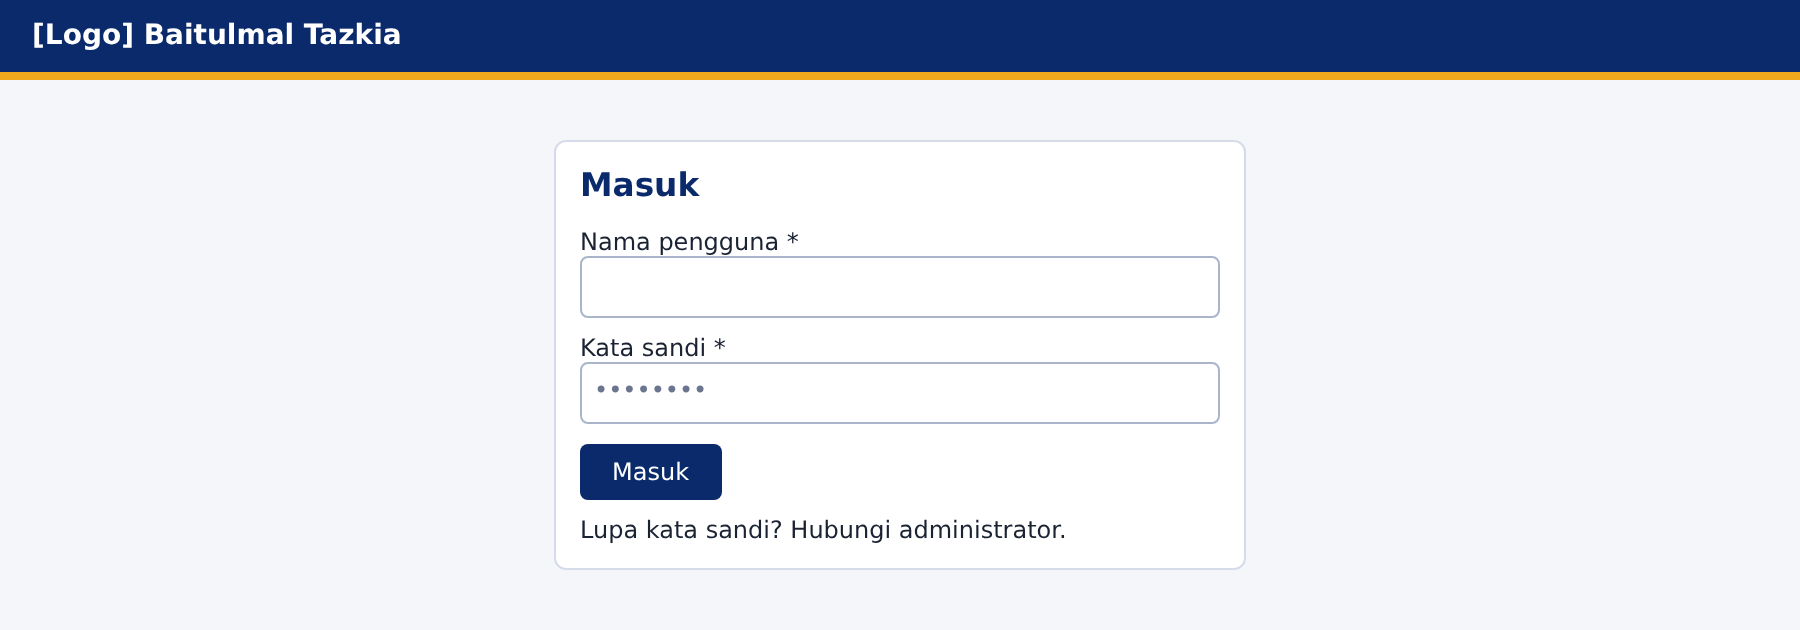 [Logo] Baitulmal Tazkia
Masuk
Nama pengguna *
Kata sandi *
••••••••
Masuk
Lupa kata sandi? Hubungi administrator.